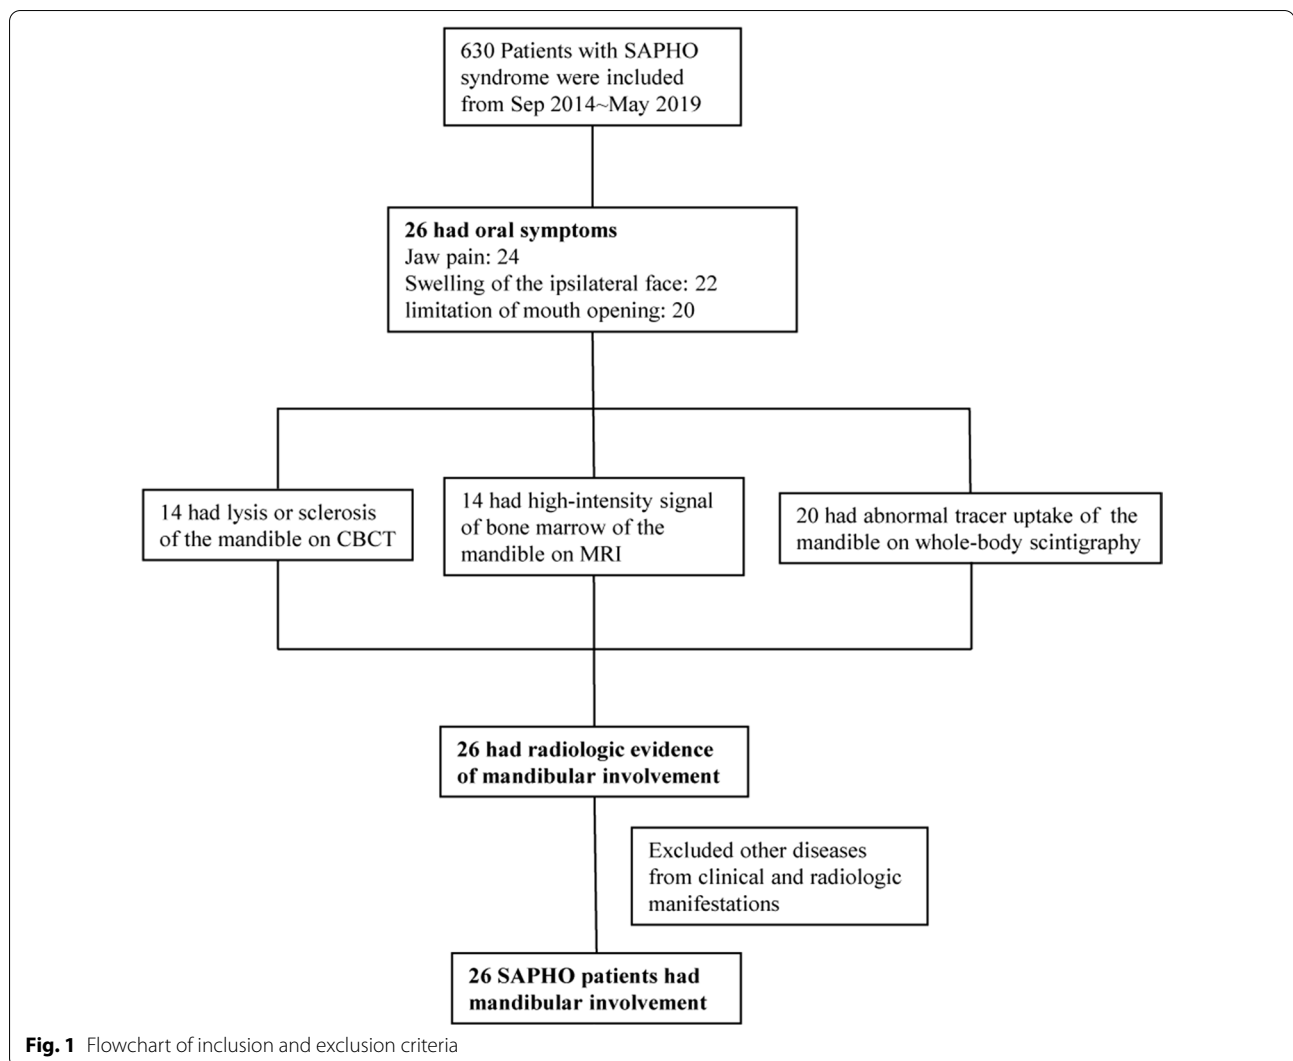 630 Patients with SAPHO
syndrome were included
from Sep 2014~May 2019
26 had oral symptoms
Jaw pain: 24
Swelling of the ipsilateral face: 22
limitation of mouth opening: 20
14 had lysis or sclerosis
of the mandible on CBCT
14 had high-intensity signal
of bone marrow of the
mandible on MRI
20 had abnormal tracer uptake of the
mandible on whole-body scintigraphy
26 had radiologic evidence
of mandibular involvement
Excluded other diseases
from clinical and radiologic
manifestations
26 SAPHO patients had
mandibular involvement
Fig. 1 Flowchart of inclusion and exclusion criteria